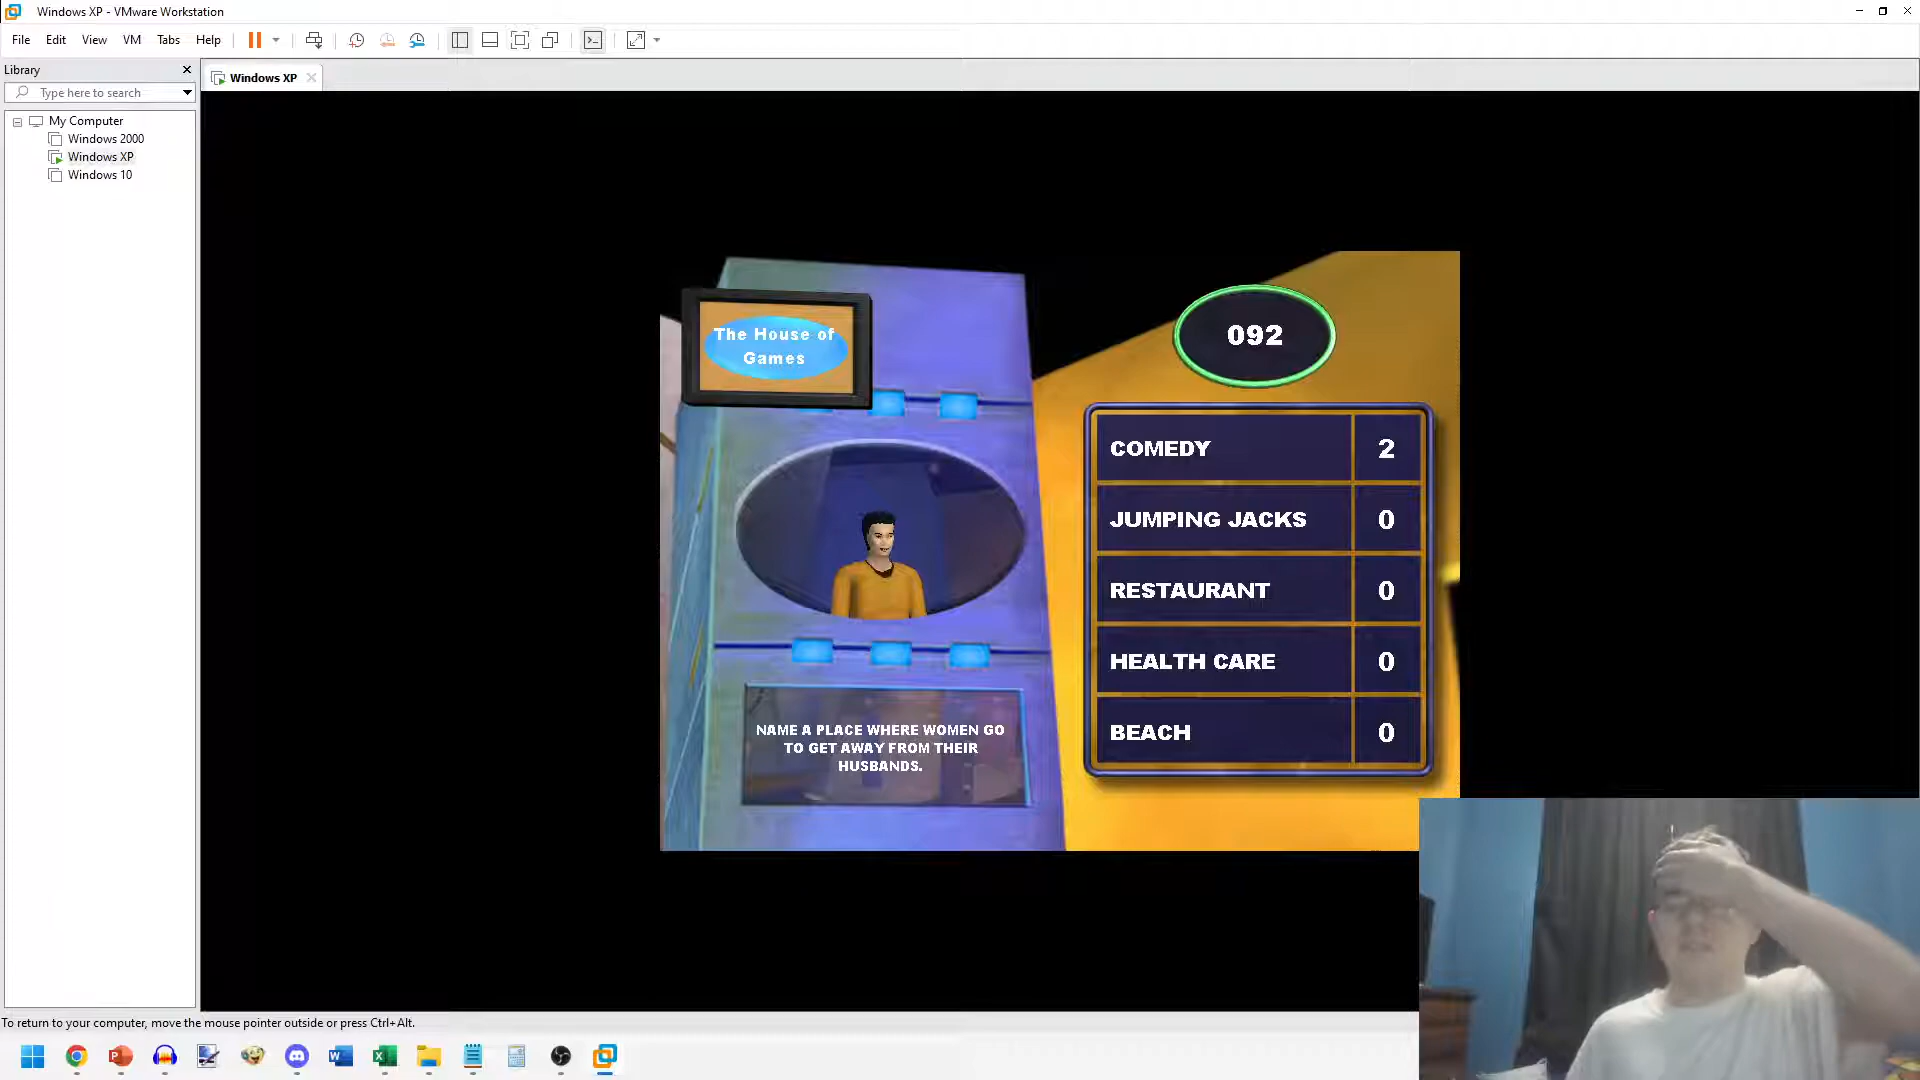 Windows XP - VMware Workstation
File Edit View VM Tabs Help
Library
Type here to search
My Computer
Windows 2000
Windows XP
Windows 10
Windows XP
The House of
Games
092
COMEDY 2
JUMPING JACKS 0
RESTAURANT 0
HEALTH CARE 0
BEACH 0
NAME A PLACE WHERE WOMEN GO
TO GET AWAY FROM THEIR
HUSBANDS.
To return to your computer, move the mouse pointer outside or press Ctrl+Alt.